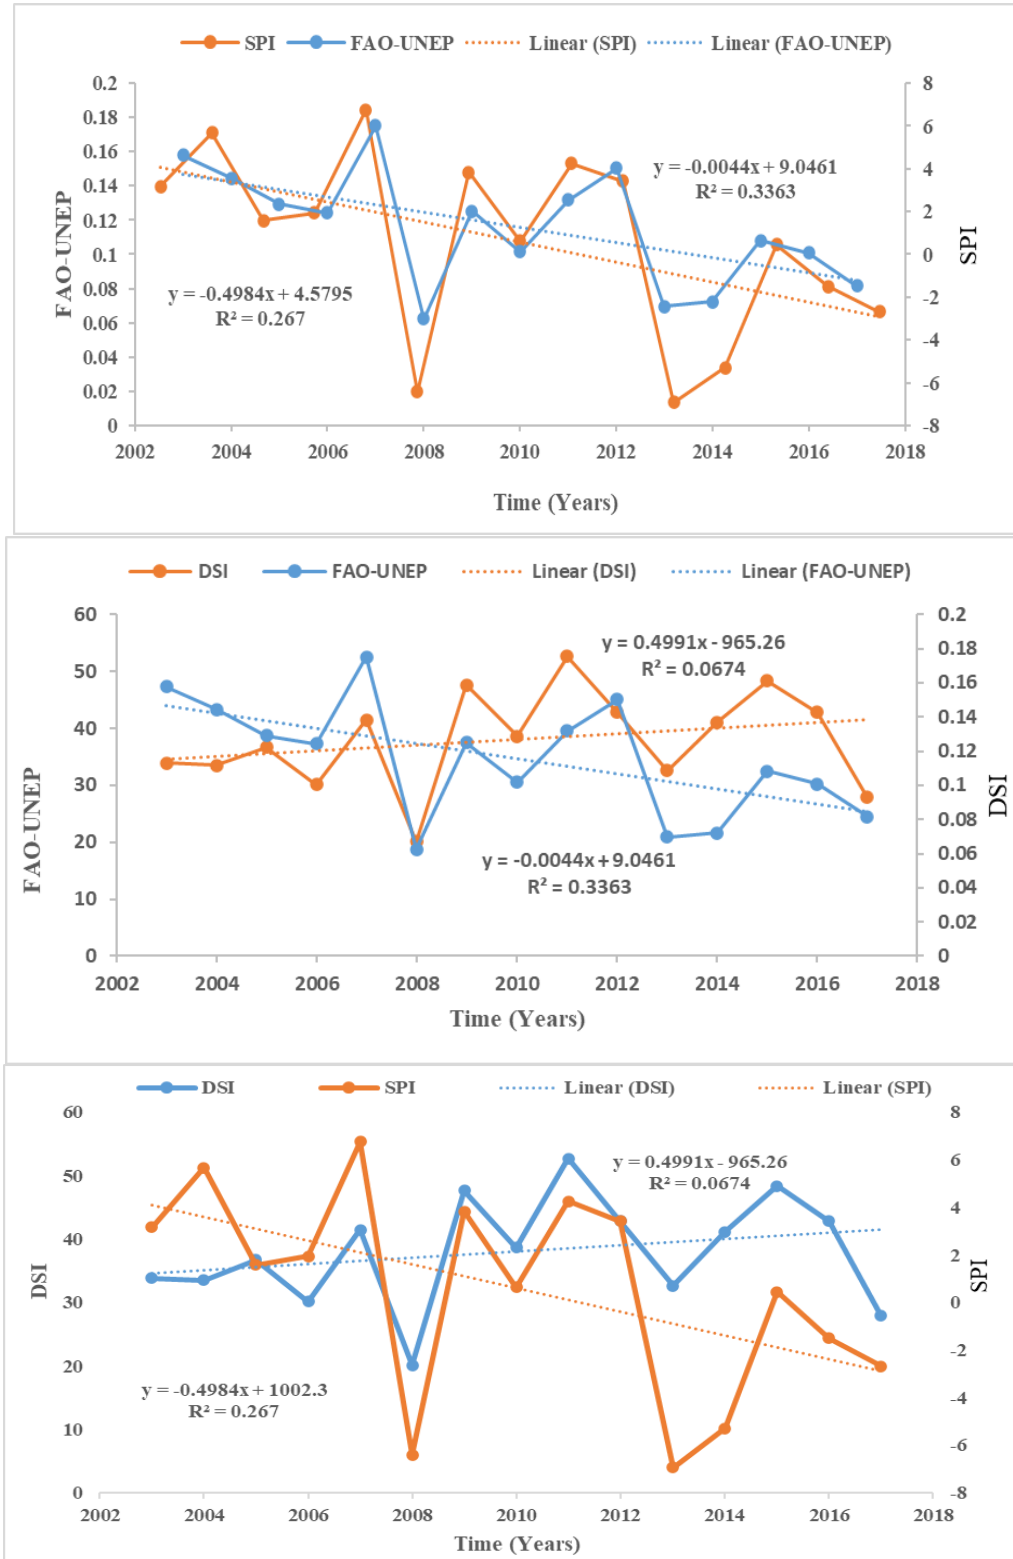 SPI FAO-UNEP Linear (SPI) Linear (FAO-UNEP)
0.2
0.18
0.16
0.14
0.12
0.1
0.08
0.06
0.04
0.02
0
FAO-UNEP
8
6
4
2
0
-2
-4
-6
-8
SPI
y = -0.0044x + 9.0461
R² = 0.3363
y = -0.4984x + 4.5795
R² = 0.267
2002 2004 2006 2008 2010 2012 2014 2016 2018
Time (Years)
DSI FAO-UNEP Linear (DSI) Linear (FAO-UNEP)
60
50
40
30
20
10
0
FAO-UNEP
0.2
0.18
0.16
0.14
0.12
0.1
0.08
0.06
0.04
0.02
0
DSI
y = 0.4991x - 965.26
R² = 0.0674
y = -0.0044x + 9.0461
R² = 0.3363
2002 2004 2006 2008 2010 2012 2014 2016 2018
Time (Years)
DSI SPI Linear (DSI) Linear (SPI)
60
50
40
30
20
10
0
DSI
8
6
4
2
0
-2
-4
-6
-8
SPI
y = 0.4991x - 965.26
R² = 0.0674
y = -0.4984x + 1002.3
R² = 0.267
2002 2004 2006 2008 2010 2012 2014 2016 2018
Time (Years)